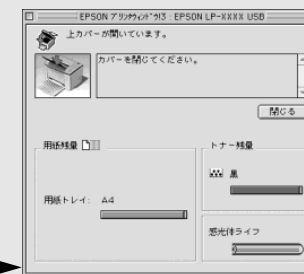 EPSON プリンタウィンドウ!3 : EPSON LP-XXXX USB
上カバーが開いています。
カバーを閉じてください。
閉じる
用紙残量
トナー残量
黒
用紙トレイ: A4
感光体ライフ